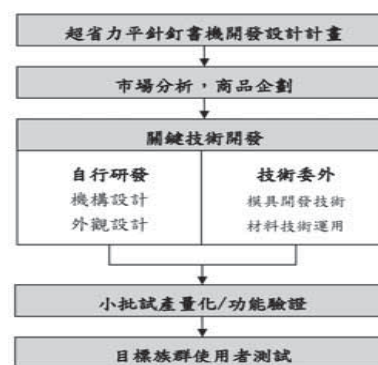 超省力平針釘書機開發設計計畫
市場分析，商品企劃
關鍵技術開發
自行研發
機構設計
外觀設計
技術委外
模具開發技術
材料技術運用
小批試產量化/功能驗證
目標族群使用者測試